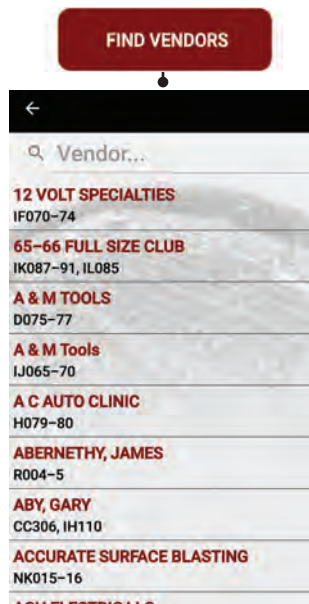 FIND VENDORS
Vendor...
12 VOLT SPECIALTIES
IF070-74
65-66 FULL SIZE CLUB
IK087-91, IL085
A & M TOOLS
D075-77
A & M Tools
IJ065-70
A C AUTO CLINIC
H079-80
ABERNETHY, JAMES
R004-5
ABY, GARY
CC306, IH110
ACCURATE SURFACE BLASTING
NK015-16